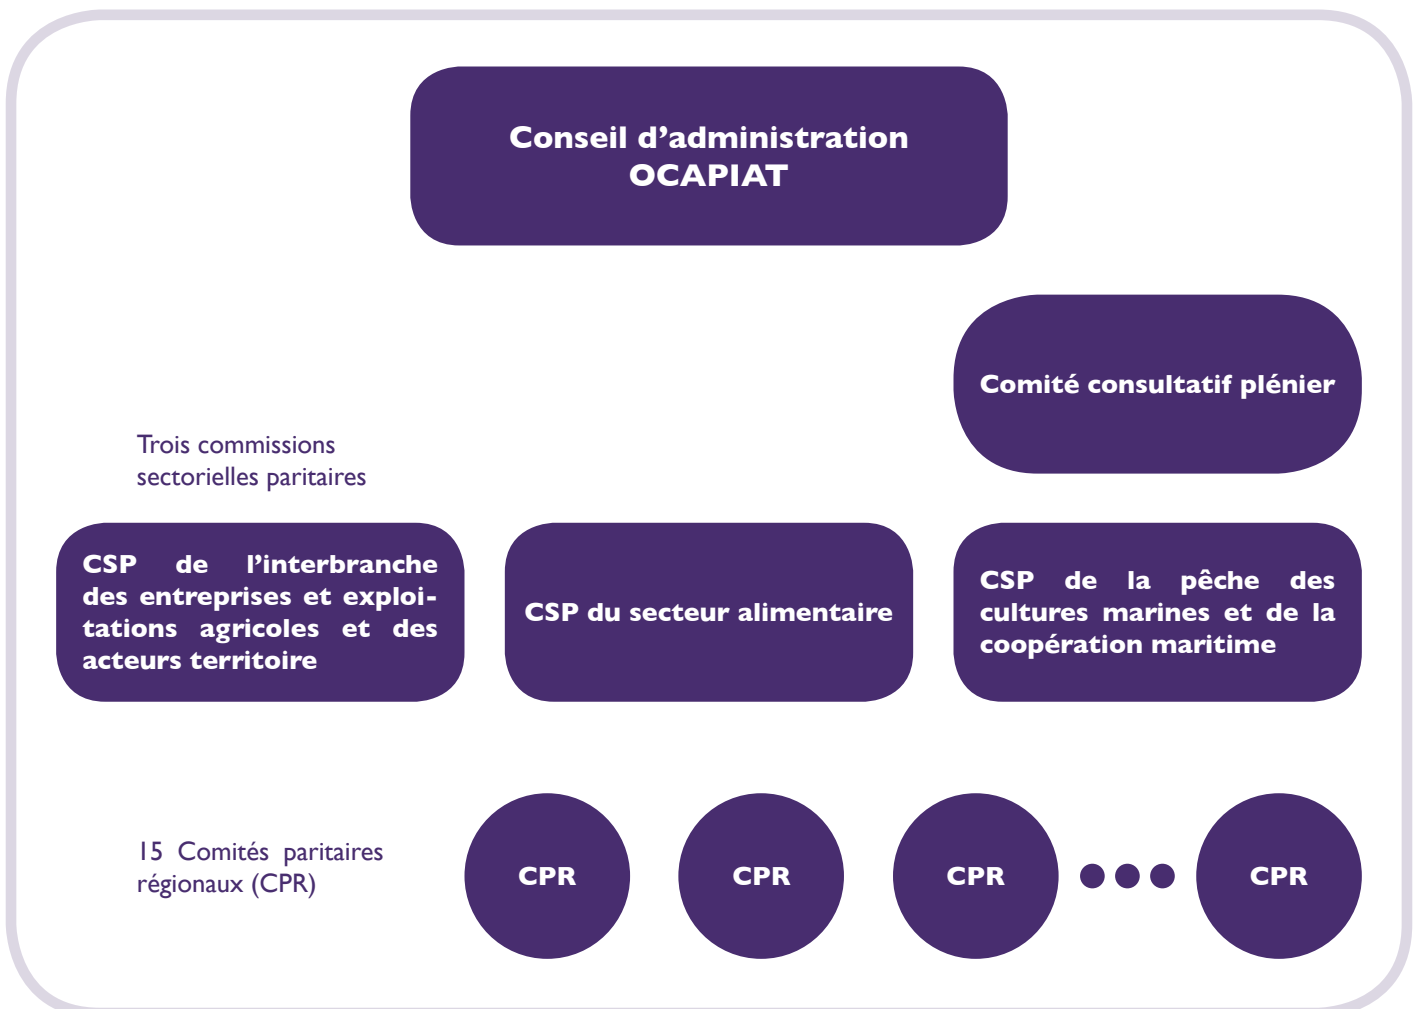 Conseil d’administration
OCAPIAT
Comité consultatif plénier
Trois commissions
sectorielles paritaires
CSP de l’interbranche
des entreprises et exploi-
tations agricoles et des
acteurs territoire
CSP du secteur alimentaire
CSP de la pêche des
cultures marines et de la
coopération maritime
15 Comités paritaires
régionaux (CPR)
CPR
CPR
CPR
CPR